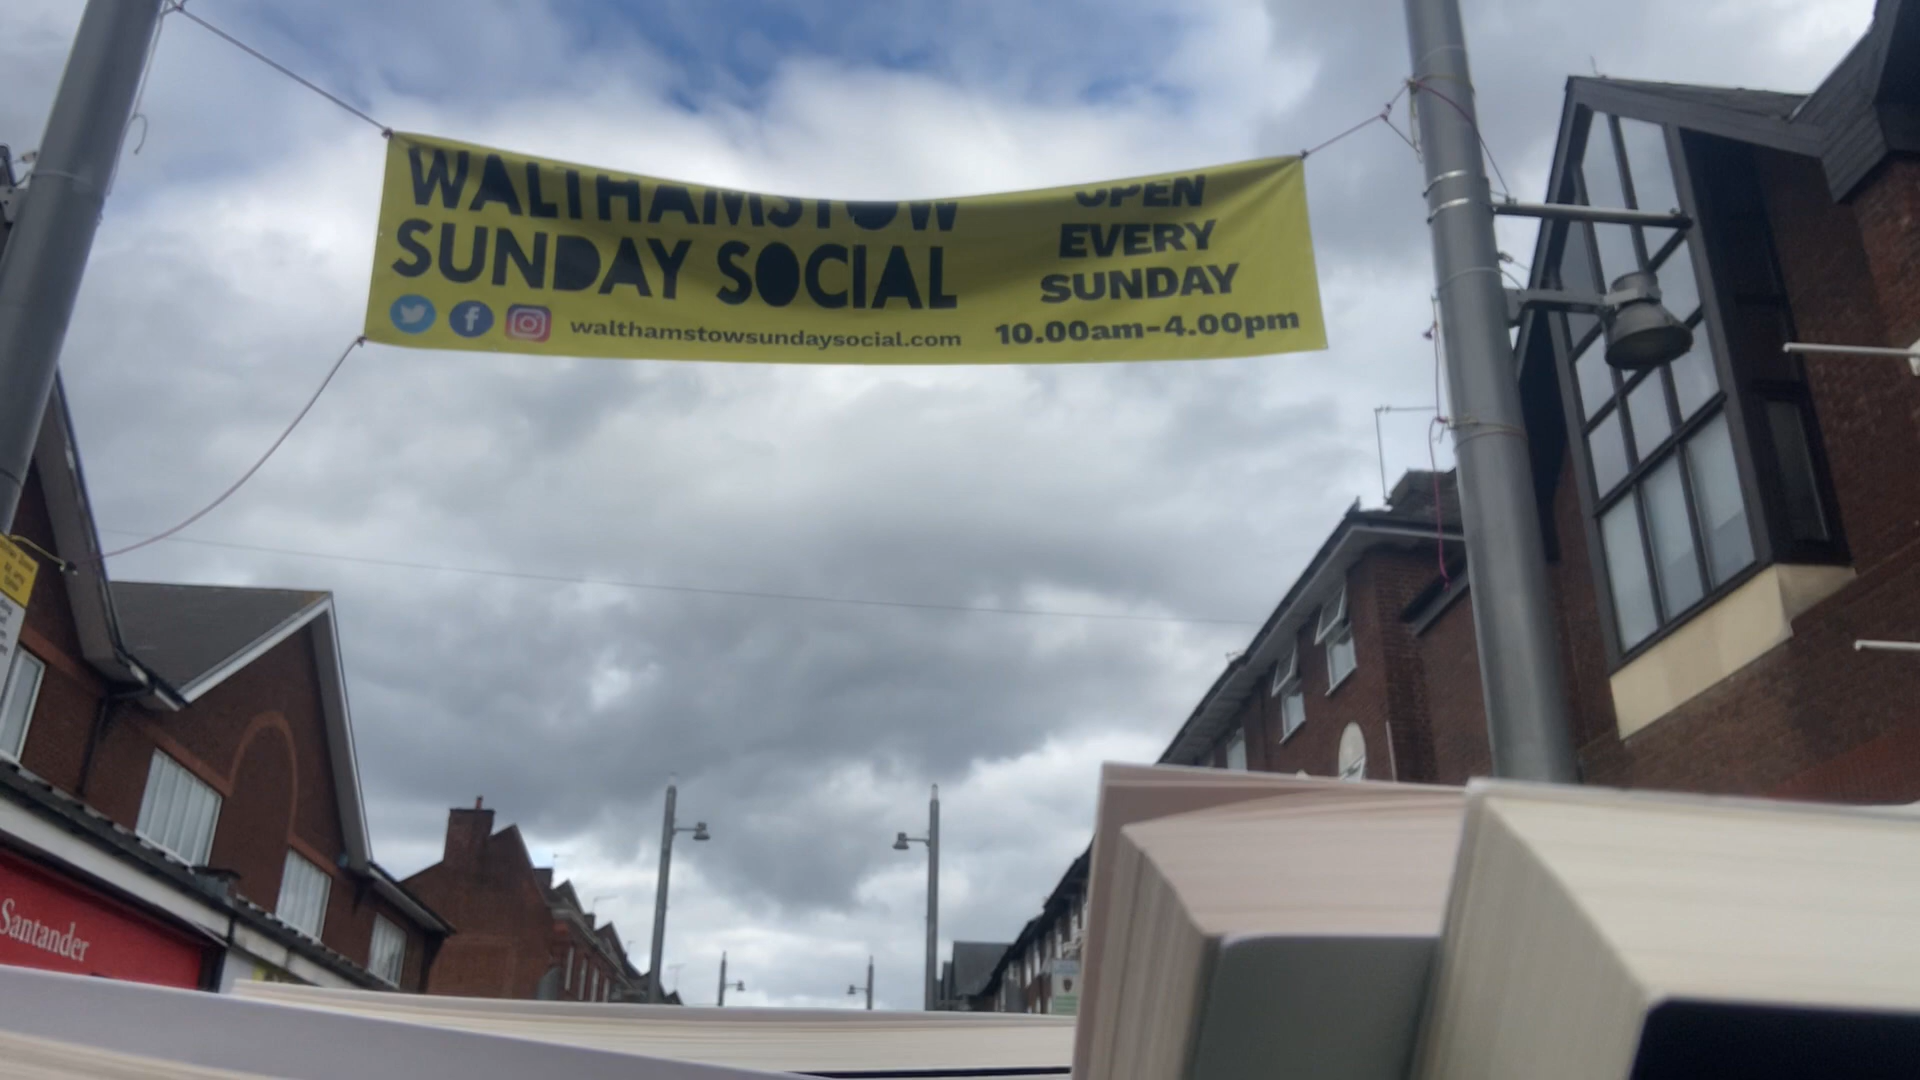 WALTHAMSTOW
SUNDAY SOCIAL
walthamstowsundaysocial.com
OPEN
EVERY
SUNDAY
10.00am-4.00pm
Santander